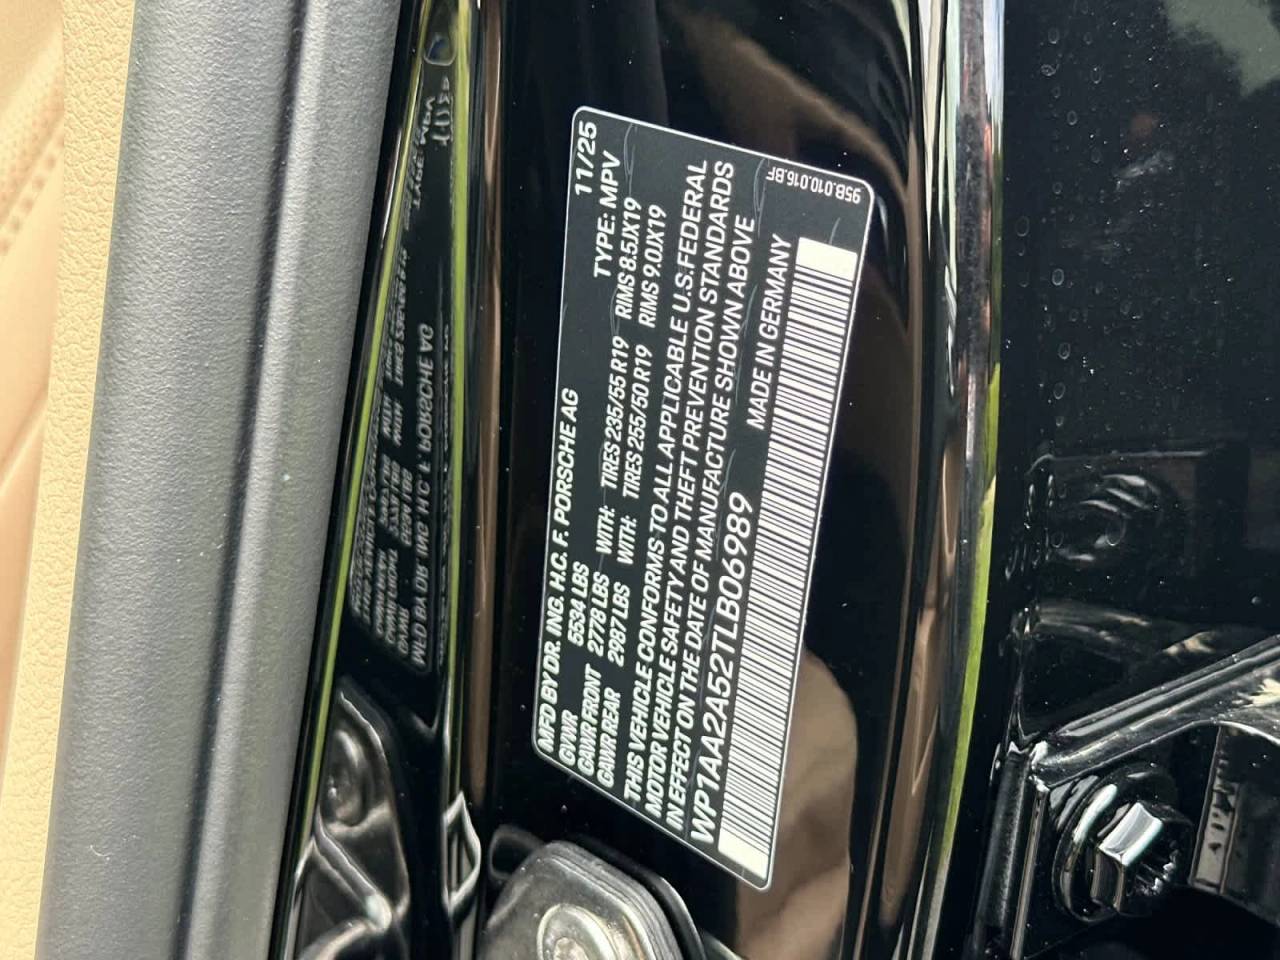 MFD BY DR. ING. H.C. F. PORSCHE AG 11/25
GVWR 5534 LBS TYPE: MPV
GAWR FRONT 2778 LBS WITH: TIRES 235/55 R19 RIMS 8.5JX19
GAWR REAR 2987 LBS WITH: TIRES 255/50 R19 RIMS 9.0JX19
THIS VEHICLE CONFORMS TO ALL APPLICABLE U.S. FEDERAL
MOTOR VEHICLE SAFETY AND THEFT PREVENTION STANDARDS
IN EFFECT ON THE DATE OF MANUFACTURE SHOWN ABOVE
WP1AA2A52TLB06989 MADE IN GERMANY
95B.010.016.BF